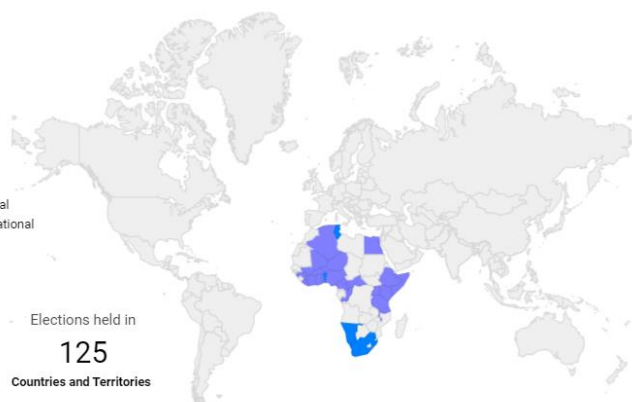 al
ational
Elections held in
125
Countries and Territories